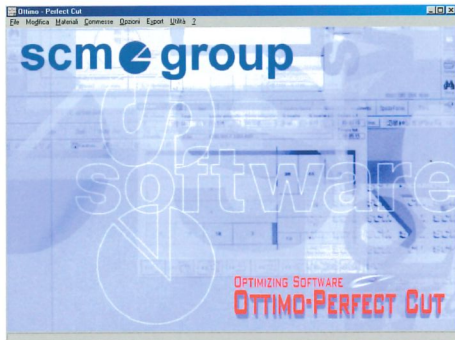 Ottimo - Perfect Cut
File Modifica Materiali Commesse Opzioni Export Utilità ?
scm group
software
OPTIMIZING SOFTWARE
OTTIMO-PERFECT CUT